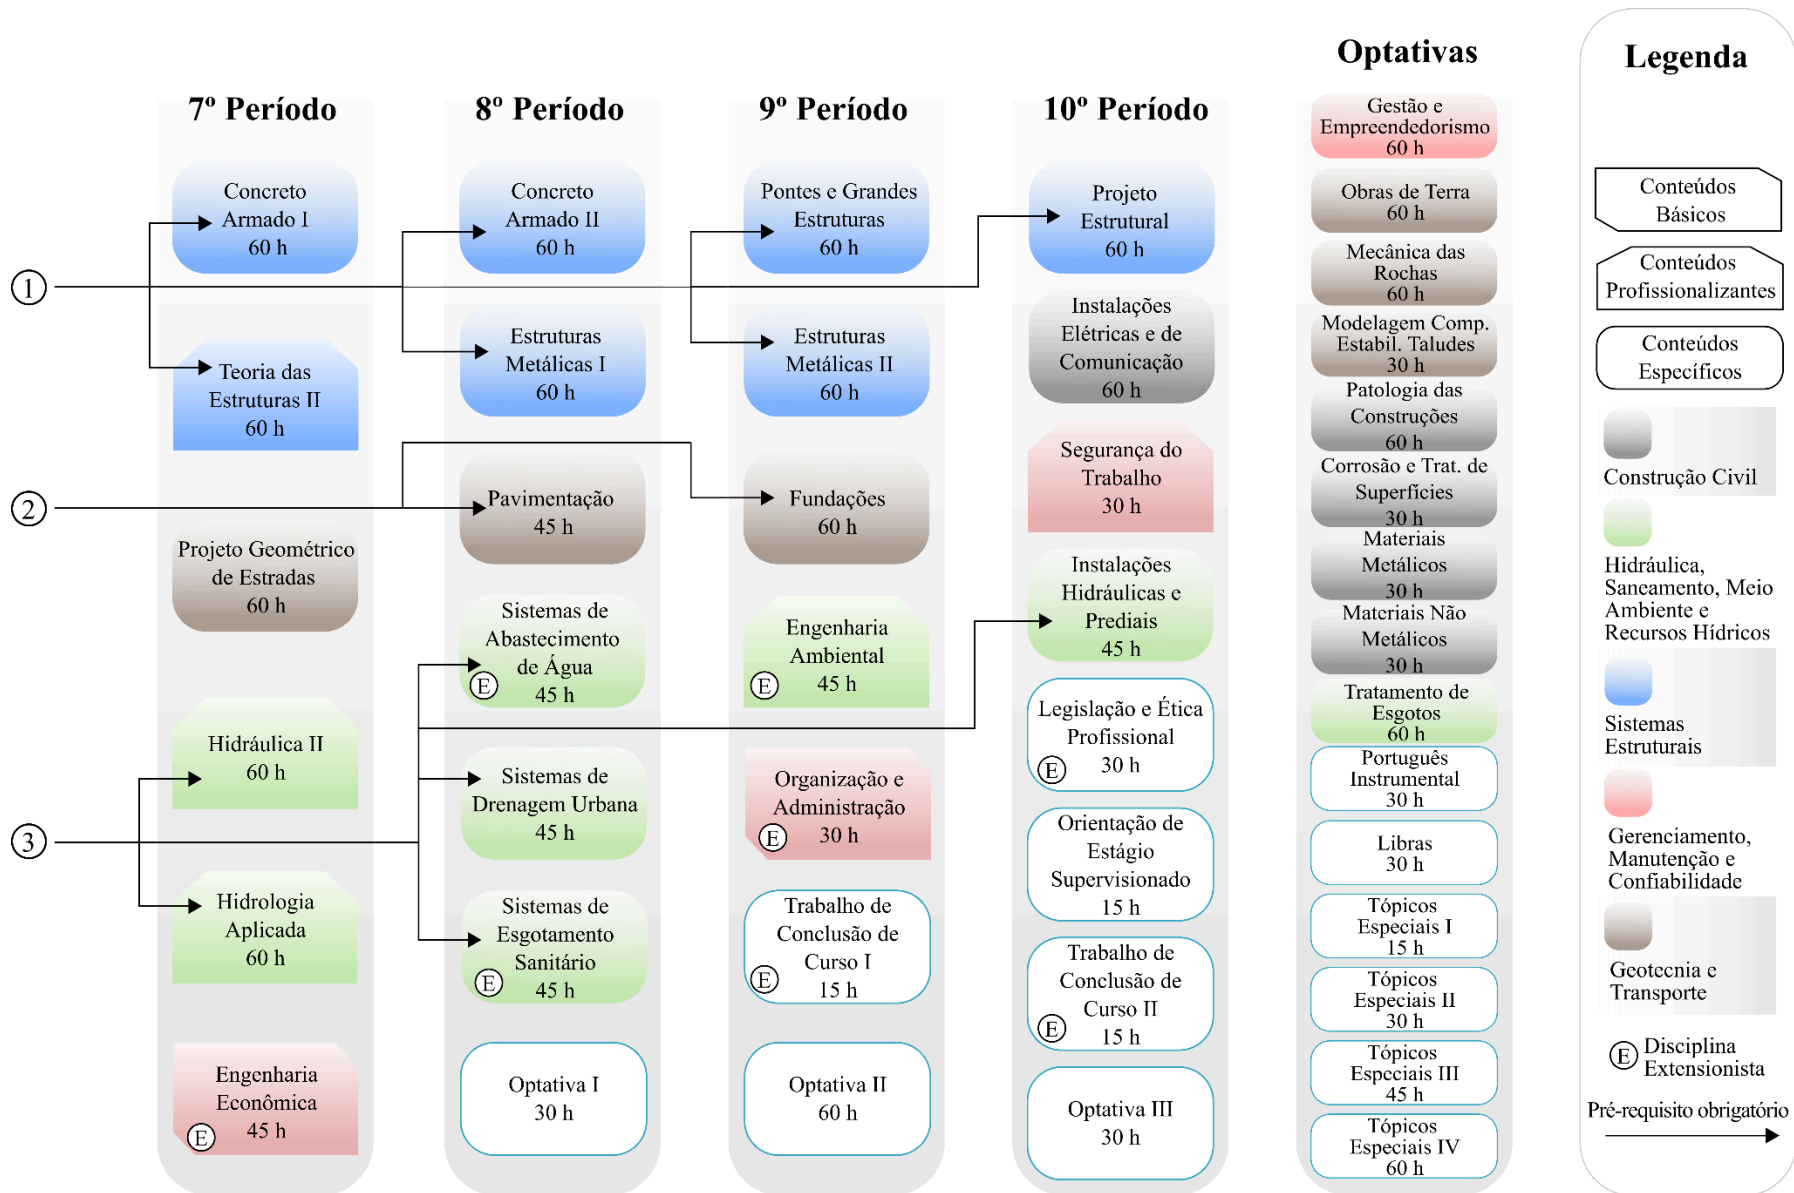 7º Período
Concreto
Armado I
60 h
Teoria das
Estruturas II
60 h
Projeto Geométrico
de Estradas
60 h
Hidráulica II
60 h
Hidrologia
Aplicada
60 h
Engenharia
Econômica
45 h
E
1
2
3
8º Período
Concreto
Armado II
60 h
Estruturas
Metálicas I
60 h
Pavimentação
45 h
Sistemas de
Abastecimento
de Água
45 h
E
Sistemas de
Drenagem Urbana
45 h
Sistemas de
Esgotamento
Sanitário
45 h
E
Optativa I
30 h
9º Período
Pontes e Grandes
Estruturas
60 h
Estruturas
Metálicas II
60 h
Fundações
60 h
Engenharia
Ambiental
45 h
E
Organização e
Administração
30 h
E
Trabalho de
Conclusão de
Curso I
15 h
E
Optativa II
60 h
10º Período
Projeto
Estrutural
60 h
Instalações
Elétricas e de
Comunicação
60 h
Segurança do
Trabalho
30 h
Instalações
Hidráulicas e
Prediais
45 h
Legislação e Ética
Profissional
30 h
E
Orientação de
Estágio
Supervisionado
15 h
Trabalho de
Conclusão de
Curso II
15 h
E
Optativa III
30 h
Optativas
Gestão e
Empreendedorismo
60 h
Obras de Terra
60 h
Mecânica das
Rochas
60 h
Modelagem Comp.
Estabil. Taludes
30 h
Patologia das
Construções
60 h
Corrosão e Trat. de
Superfícies
30 h
Materiais
Metálicos
30 h
Materiais Não
Metálicos
30 h
Tratamento de
Esgotos
60 h
Português
Instrumental
30 h
Libras
30 h
Tópicos
Especiais I
15 h
Tópicos
Especiais II
30 h
Tópicos
Especiais III
45 h
Tópicos
Especiais IV
60 h
Legenda
Conteúdos
Básicos
Conteúdos
Profissionalizantes
Conteúdos
Específicos
Construção Civil
Hidráulica,
Saneamento, Meio
Ambiente e
Recursos Hídricos
Sistemas
Estruturais
Gerenciamento,
Manutenção e
Confiabilidade
Geotecnia e
Transporte
E Disciplina
Extensionista
Pré-requisito obrigatório